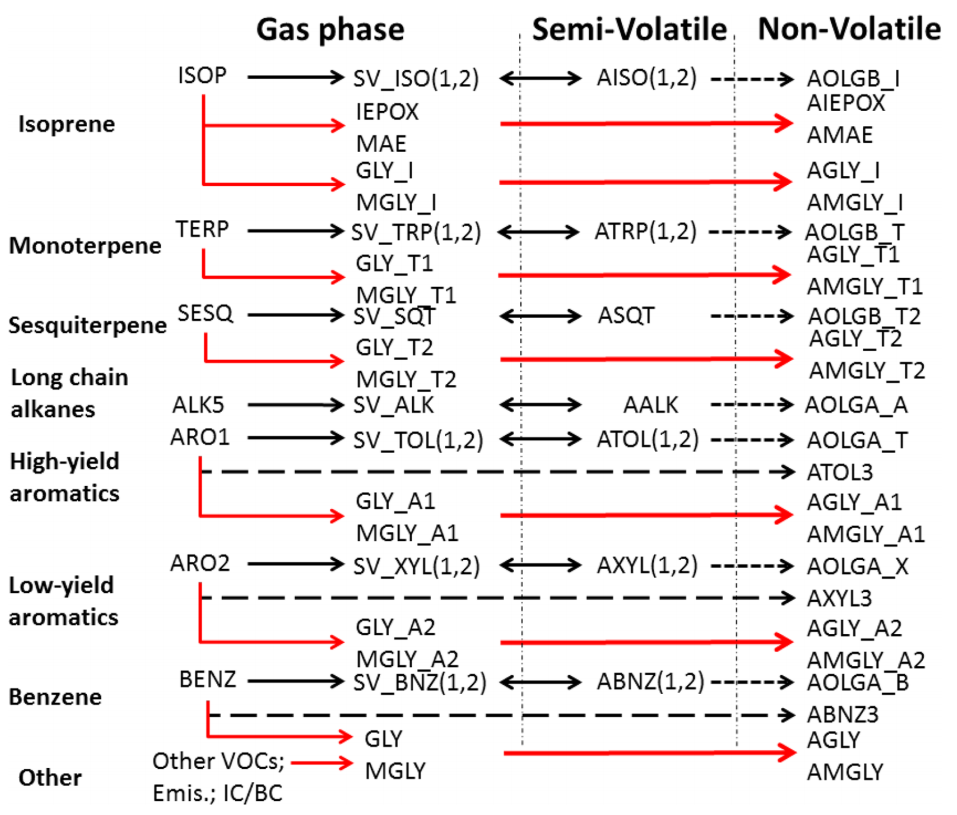 Gas phase Semi-Volatile Non-Volatile
Isoprene
ISOP SV_ISO(1,2) AISO(1,2) AOLGB_I
IEPOX AIEPOX
MAE AMAE
GLY_I AGLY_I
MGLY_I AMGLY_I
Monoterpene
TERP SV_TRP(1,2) ATRP(1,2) AOLGB_T
GLY_T1 AGLY_T1
MGLY_T1 AMGLY_T1
Sesquiterpene
SESQ SV_SQT ASQT AOLGB_T2
GLY_T2 AGLY_T2
MGLY_T2 AMGLY_T2
Long chain
alkanes
ALK5 SV_ALK AALK AOLGA_A
High-yield
aromatics
ARO1 SV_TOL(1,2) ATOL(1,2) AOLGA_T
ATOL3
GLY_A1 AGLY_A1
MGLY_A1 AMGLY_A1
Low-yield
aromatics
ARO2 SV_XYL(1,2) AXYL(1,2) AOLGA_X
AXYL3
GLY_A2 AGLY_A2
MGLY_A2 AMGLY_A2
Benzene
BENZ SV_BNZ(1,2) ABNZ(1,2) AOLGA_B
ABNZ3
GLY AGLY
Other
Other VOCs; MGLY AMGLY
Emis.; IC/BC